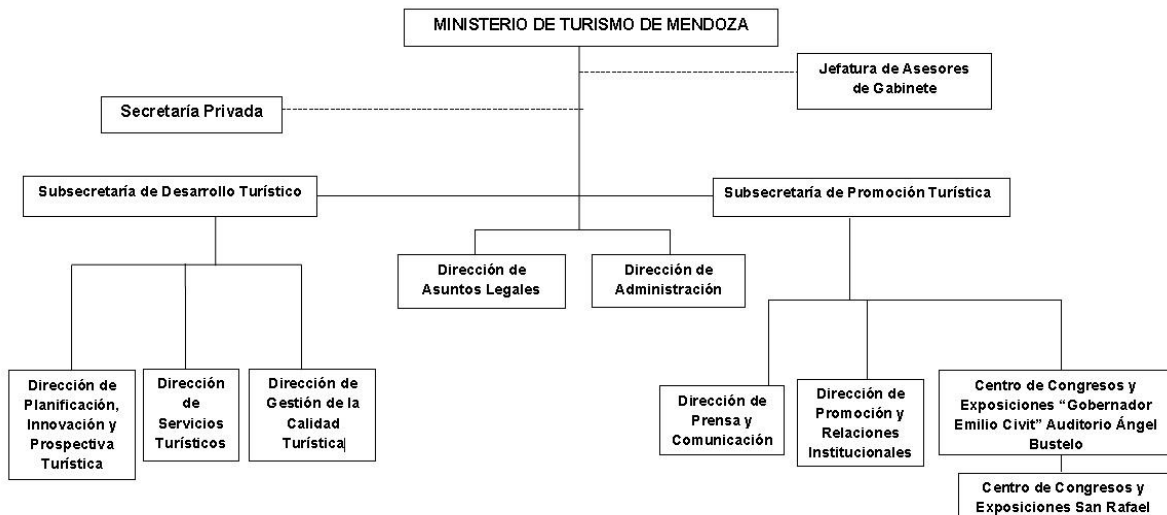 MINISTERIO DE TURISMO DE MENDOZA
Jefatura de Asesores
de Gabinete
Secretaría Privada
Subsecretaría de Desarrollo Turístico
Subsecretaría de Promoción Turística
Dirección de
Asuntos Legales
Dirección de
Administración
Dirección de
Planificación,
Innovación y
Prospectiva
Turística
Dirección
de
Servicios
Turísticos
Dirección de
Gestión de la
Calidad
Turística
Dirección de
Prensa y
Comunicación
Dirección de
Promoción y
Relaciones
Institucionales
Centro de Congresos y
Exposiciones “Gobernador
Emilio Civit” Auditorio Ángel
Bustelo
Centro de Congresos y
Exposiciones San Rafael